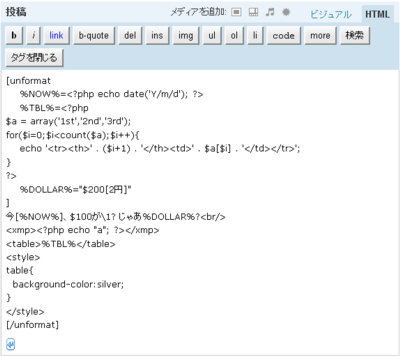 投稿 メディアを追加: ビジュアル HTML
b i link b-quote del ins img ul ol li code more 検索
タグを閉じる
[unformat
%NOW%=<?php echo date('Y/m/d'); ?>
%TBL%=<?php
$a = array('1st','2nd','3rd');
for($i=0;$i<count($a);$i++){
echo '<tr><th>' . ($i+1) . '</th><td>' . $a[$i] . '</td></tr>';
}
?>
%DOLLAR%="$200[2円]"
]
今[%NOW%]、$100が\1? じゃあ%DOLLAR%?<br/>
<xmp><?php echo "a"; ?></xmp>
<table>%TBL%</table>
<style>
table{
background-color:silver;
}
</style>
[/unformat]